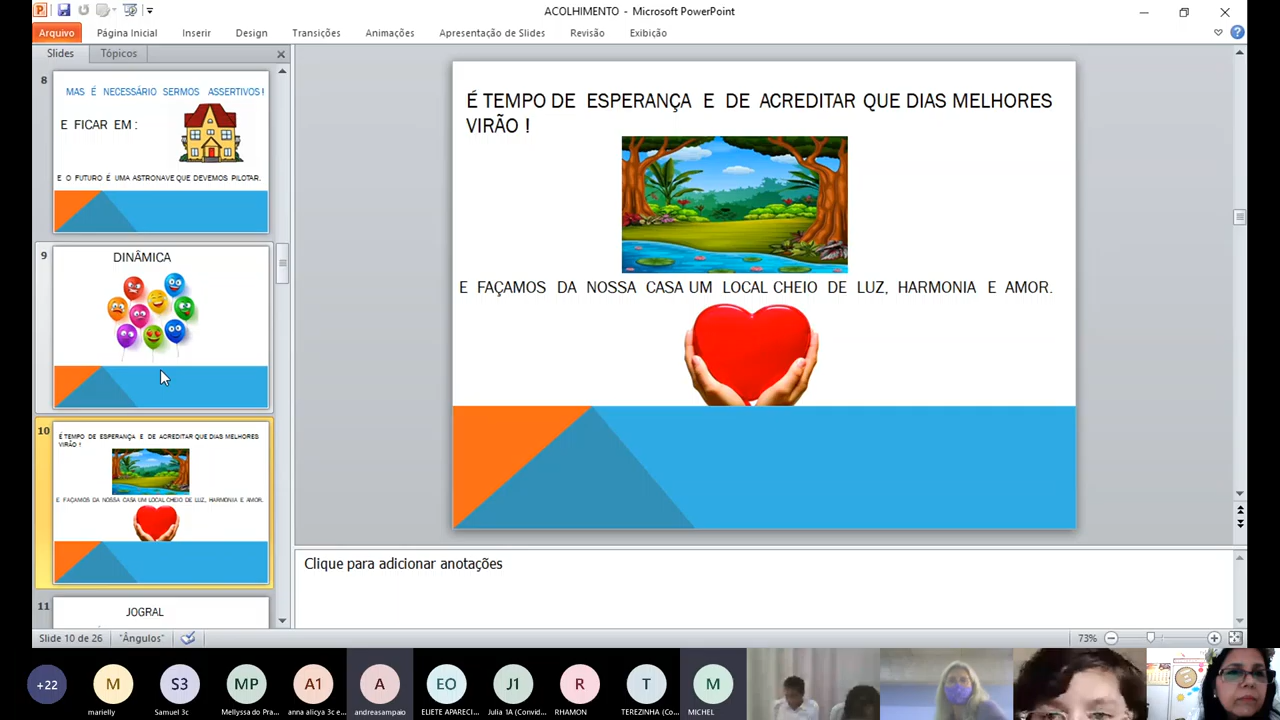 ACOLHIMENTO - Microsoft PowerPoint
Arquivo Página Inicial Inserir Design Transições Animações Apresentação de Slides Revisão Exibição
Slides Tópicos
8
MAS É NECESSÁRIO SERMOS ASSERTIVOS !
E FICAR EM :
E O FUTURO É UMA ASTRONAVE QUE DEVEMOS PILOTAR.
9
DINÂMICA
10
É TEMPO DE ESPERANÇA E DE ACREDITAR QUE DIAS MELHORES
VIRÃO !
E FAÇAMOS DA NOSSA CASA UM LOCAL CHEIO DE LUZ, HARMONIA E AMOR.
11
JOGRAL
É TEMPO DE ESPERANÇA E DE ACREDITAR QUE DIAS MELHORES
VIRÃO !
E FAÇAMOS DA NOSSA CASA UM LOCAL CHEIO DE LUZ, HARMONIA E AMOR.
Clique para adicionar anotações
Slide 10 de 26 "Ângulos" 73%
+22 M S3 MP A1 A EO J1 R T M
marielly Samuel 3c Mellyssa do Pra... anna alicya 3c e... andreasampaio ELIETE APARECI... Julia 1A (Convid... RHAMON TEREZINHA (Co... MICHEL